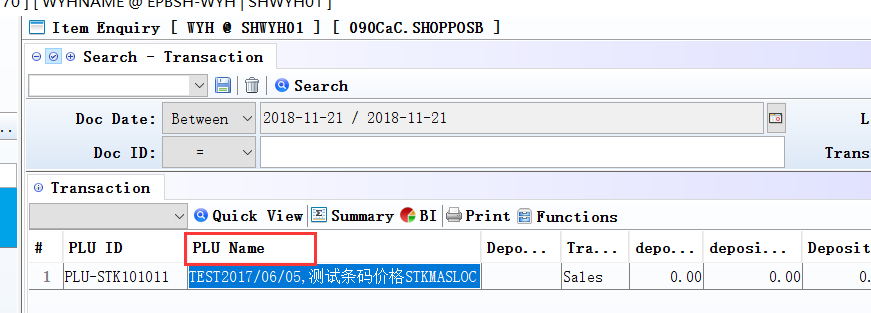 70 ] [ WYHNAME @ EPBSH-WYH | SHWYH01 ]
Item Enquiry [ WYH @ SHWYH01 ] [ 090CaC.SHOPPOSB ]
Search - Transaction
Search
Doc Date: Between 2018-11-21 / 2018-11-21 L
Doc ID: = Trans
..
Transaction
Quick View Summary BI Print Functions
# PLU ID PLU Name Depo... Tra... depo... deposi... Deposit
1 PLU-STK101011 TEST2017/06/05,测试条码价格STKMASLOC Sales 0.00 0.00 0.